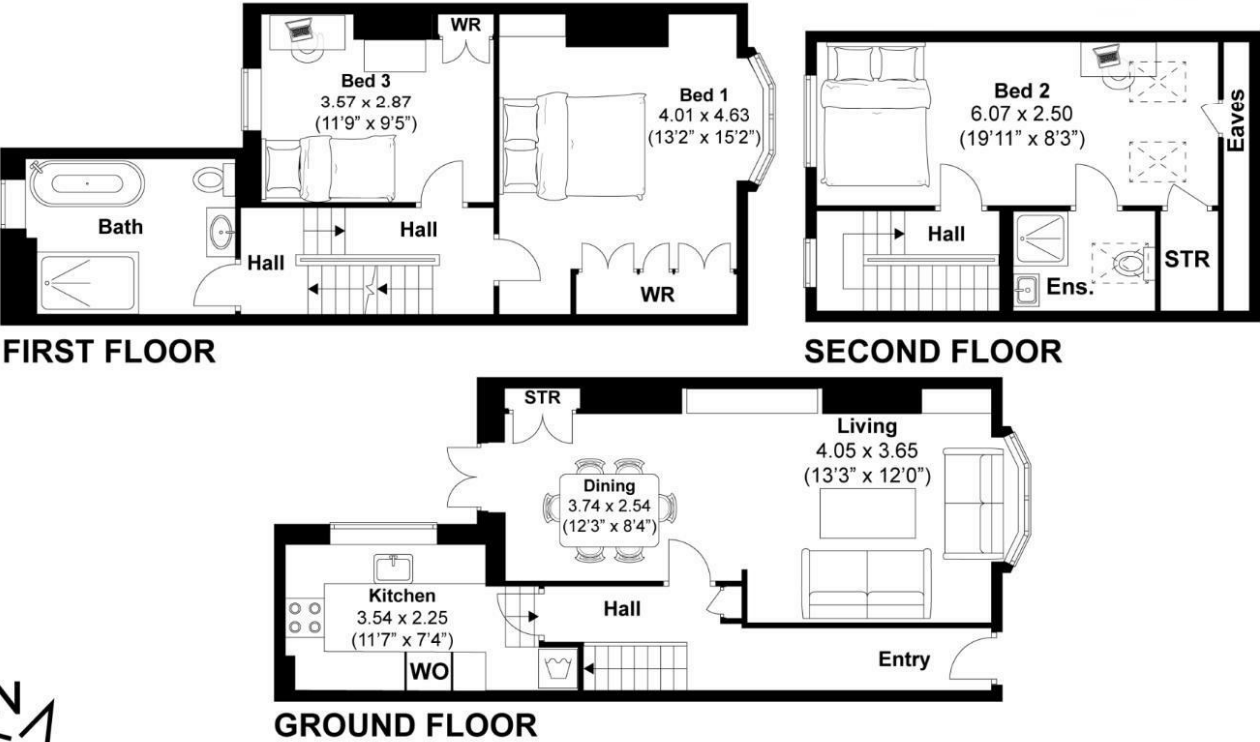 WR
Bed 3
3.57 x 2.87
(11'9" x 9'5")
Bed 1
4.01 x 4.63
(13'2" x 15'2")
Bath
Hall
Hall
WR
FIRST FLOOR
Bed 2
6.07 x 2.50
(19'11" x 8'3")
Eaves
Hall
Ens.
STR
SECOND FLOOR
STR
Living
4.05 x 3.65
(13'3" x 12'0")
Dining
3.74 x 2.54
(12'3" x 8'4")
Kitchen
3.54 x 2.25
(11'7" x 7'4")
Hall
WO
Entry
GROUND FLOOR
N